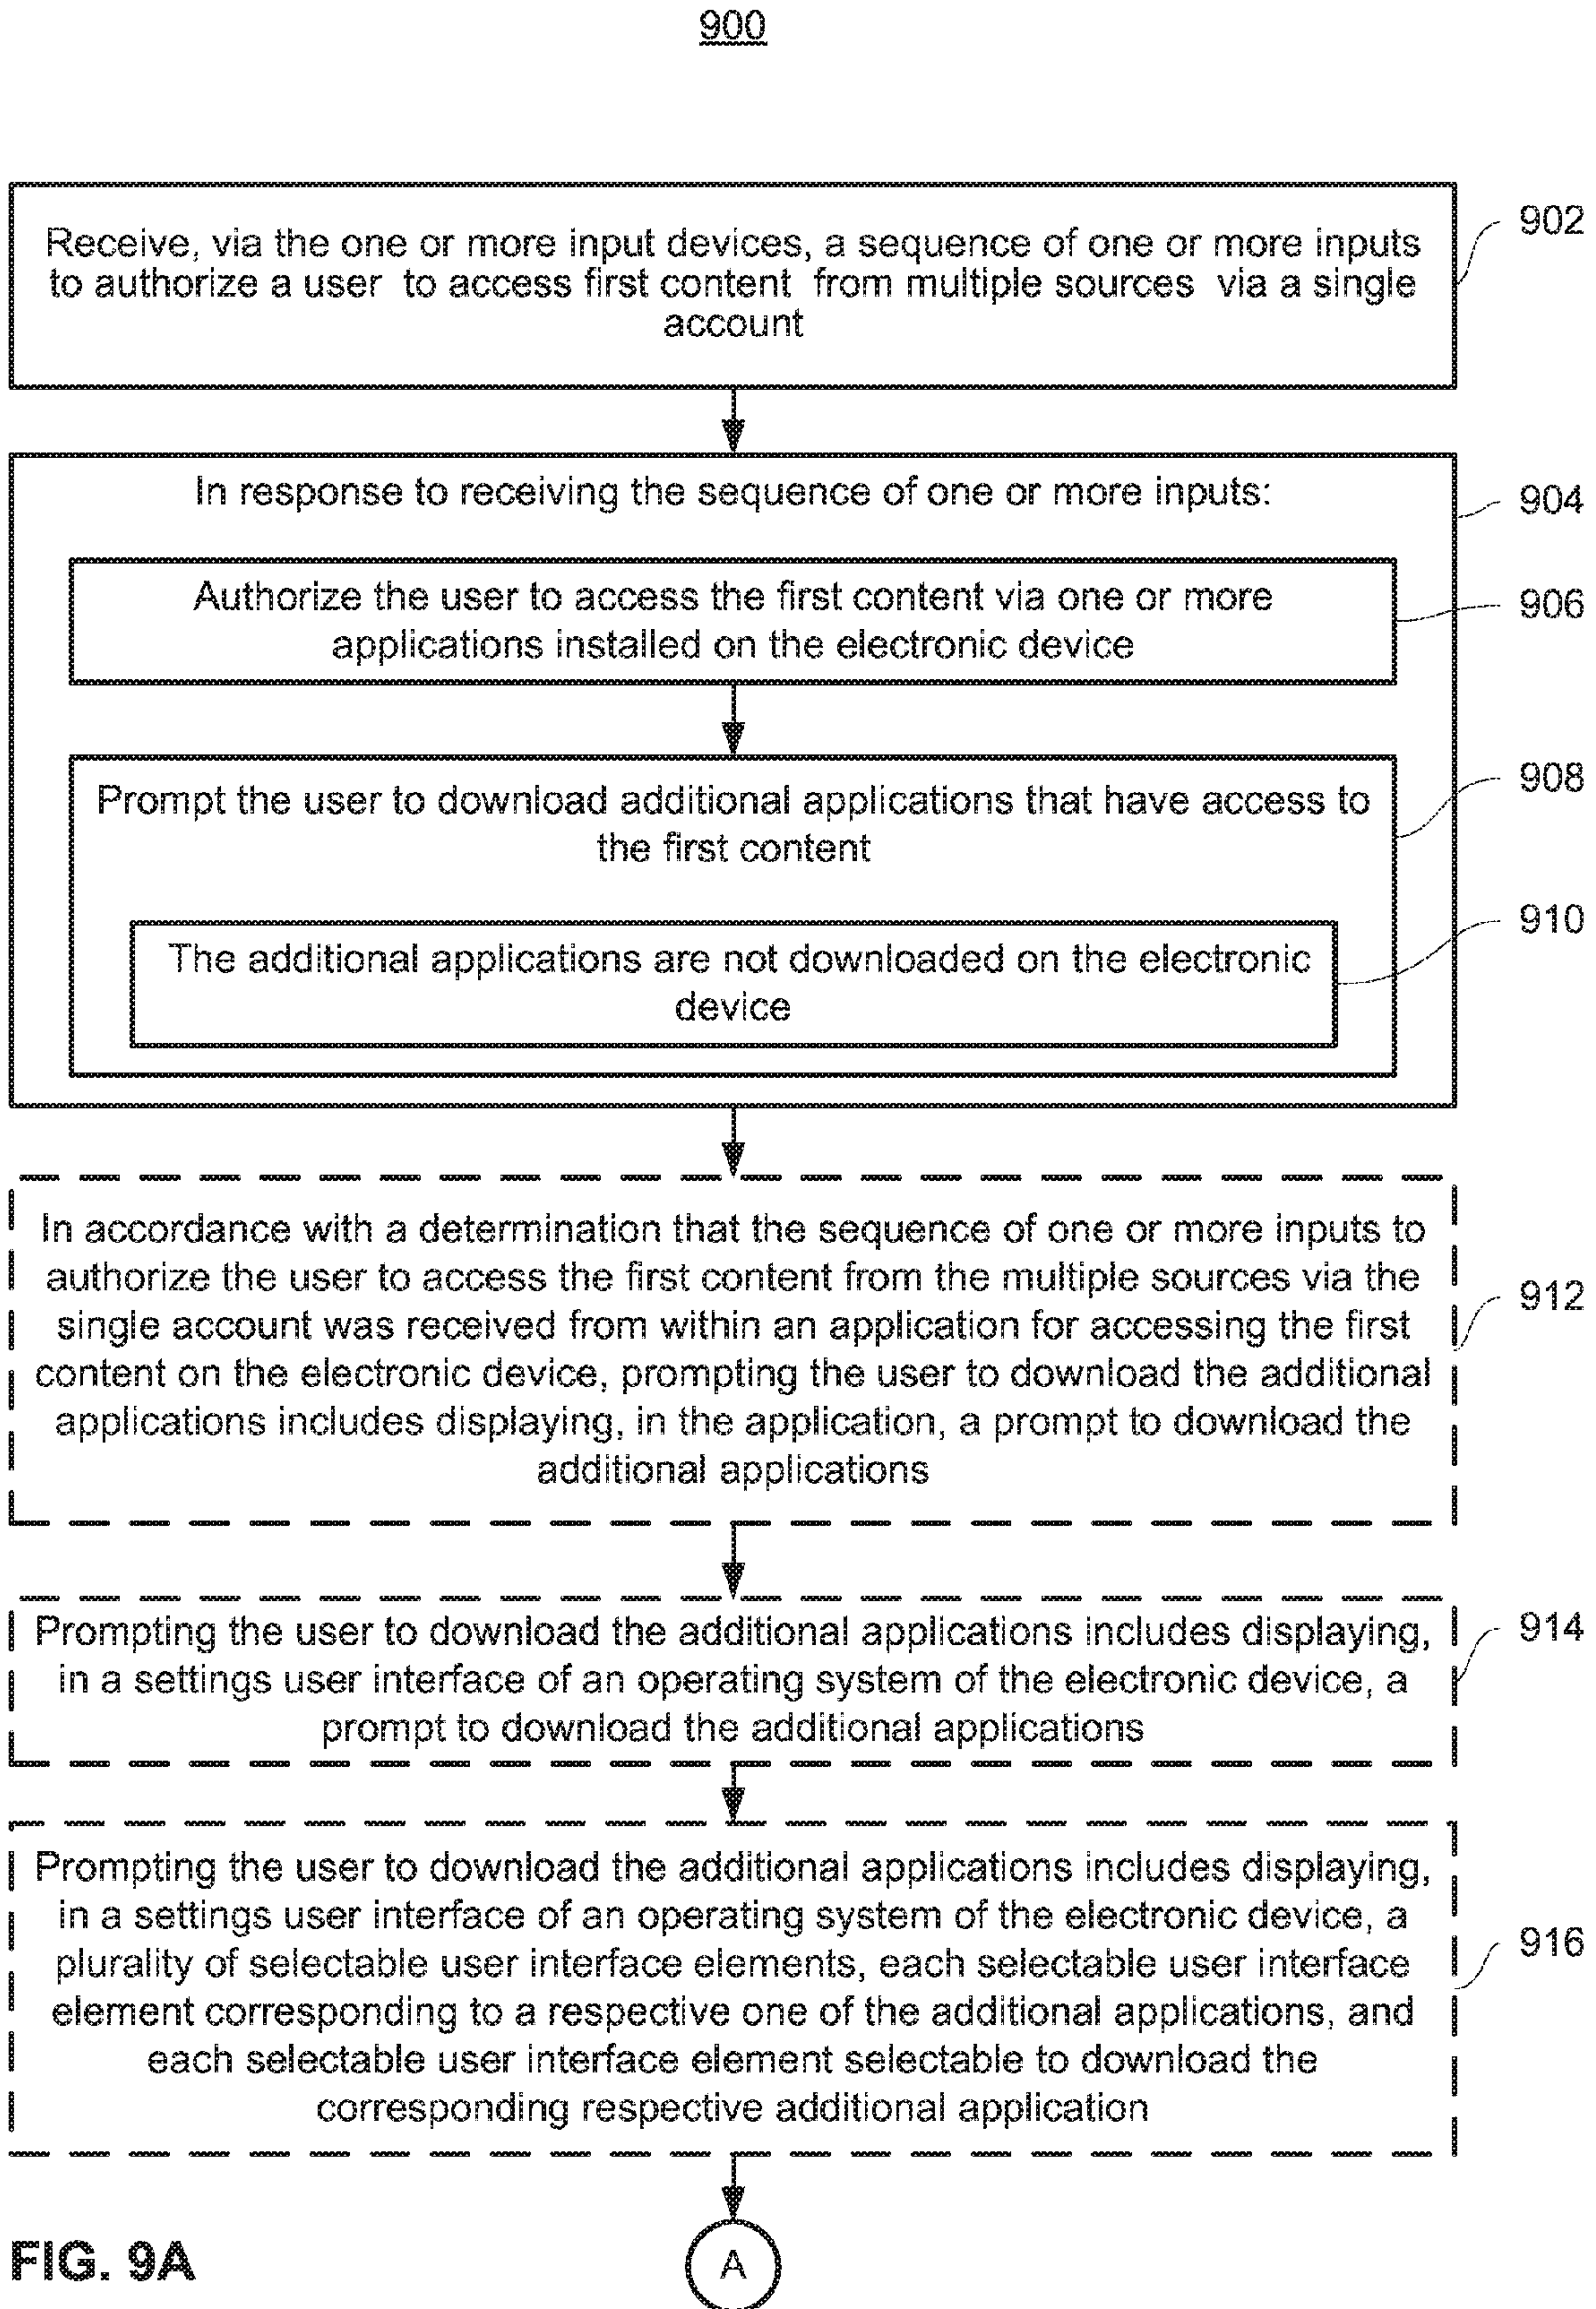 900
Receive, via the one or more input devices, a sequence of one or more inputs
to authorize a user to access first content from multiple sources via a single
account
902
In response to receiving the sequence of one or more inputs:
904
Authorize the user to access the first content via one or more
applications installed on the electronic device
906
Prompt the user to download additional applications that have access to
the first content
908
The additional applications are not downloaded on the electronic
device
910
In accordance with a determination that the sequence of one or more inputs to
authorize the user to access the first content from the multiple sources via the
single account was received from within an application for accessing the first
content on the electronic device, prompting the user to download the additional
applications includes displaying, in the application, a prompt to download the
additional applications
912
Prompting the user to download the additional applications includes displaying,
in a settings user interface of an operating system of the electronic device, a
prompt to download the additional applications
914
Prompting the user to download the additional applications includes displaying,
in a settings user interface of an operating system of the electronic device, a
plurality of selectable user interface elements, each selectable user interface
element corresponding to a respective one of the additional applications, and
each selectable user interface element selectable to download the
corresponding respective additional application
916
A
FIG. 9A